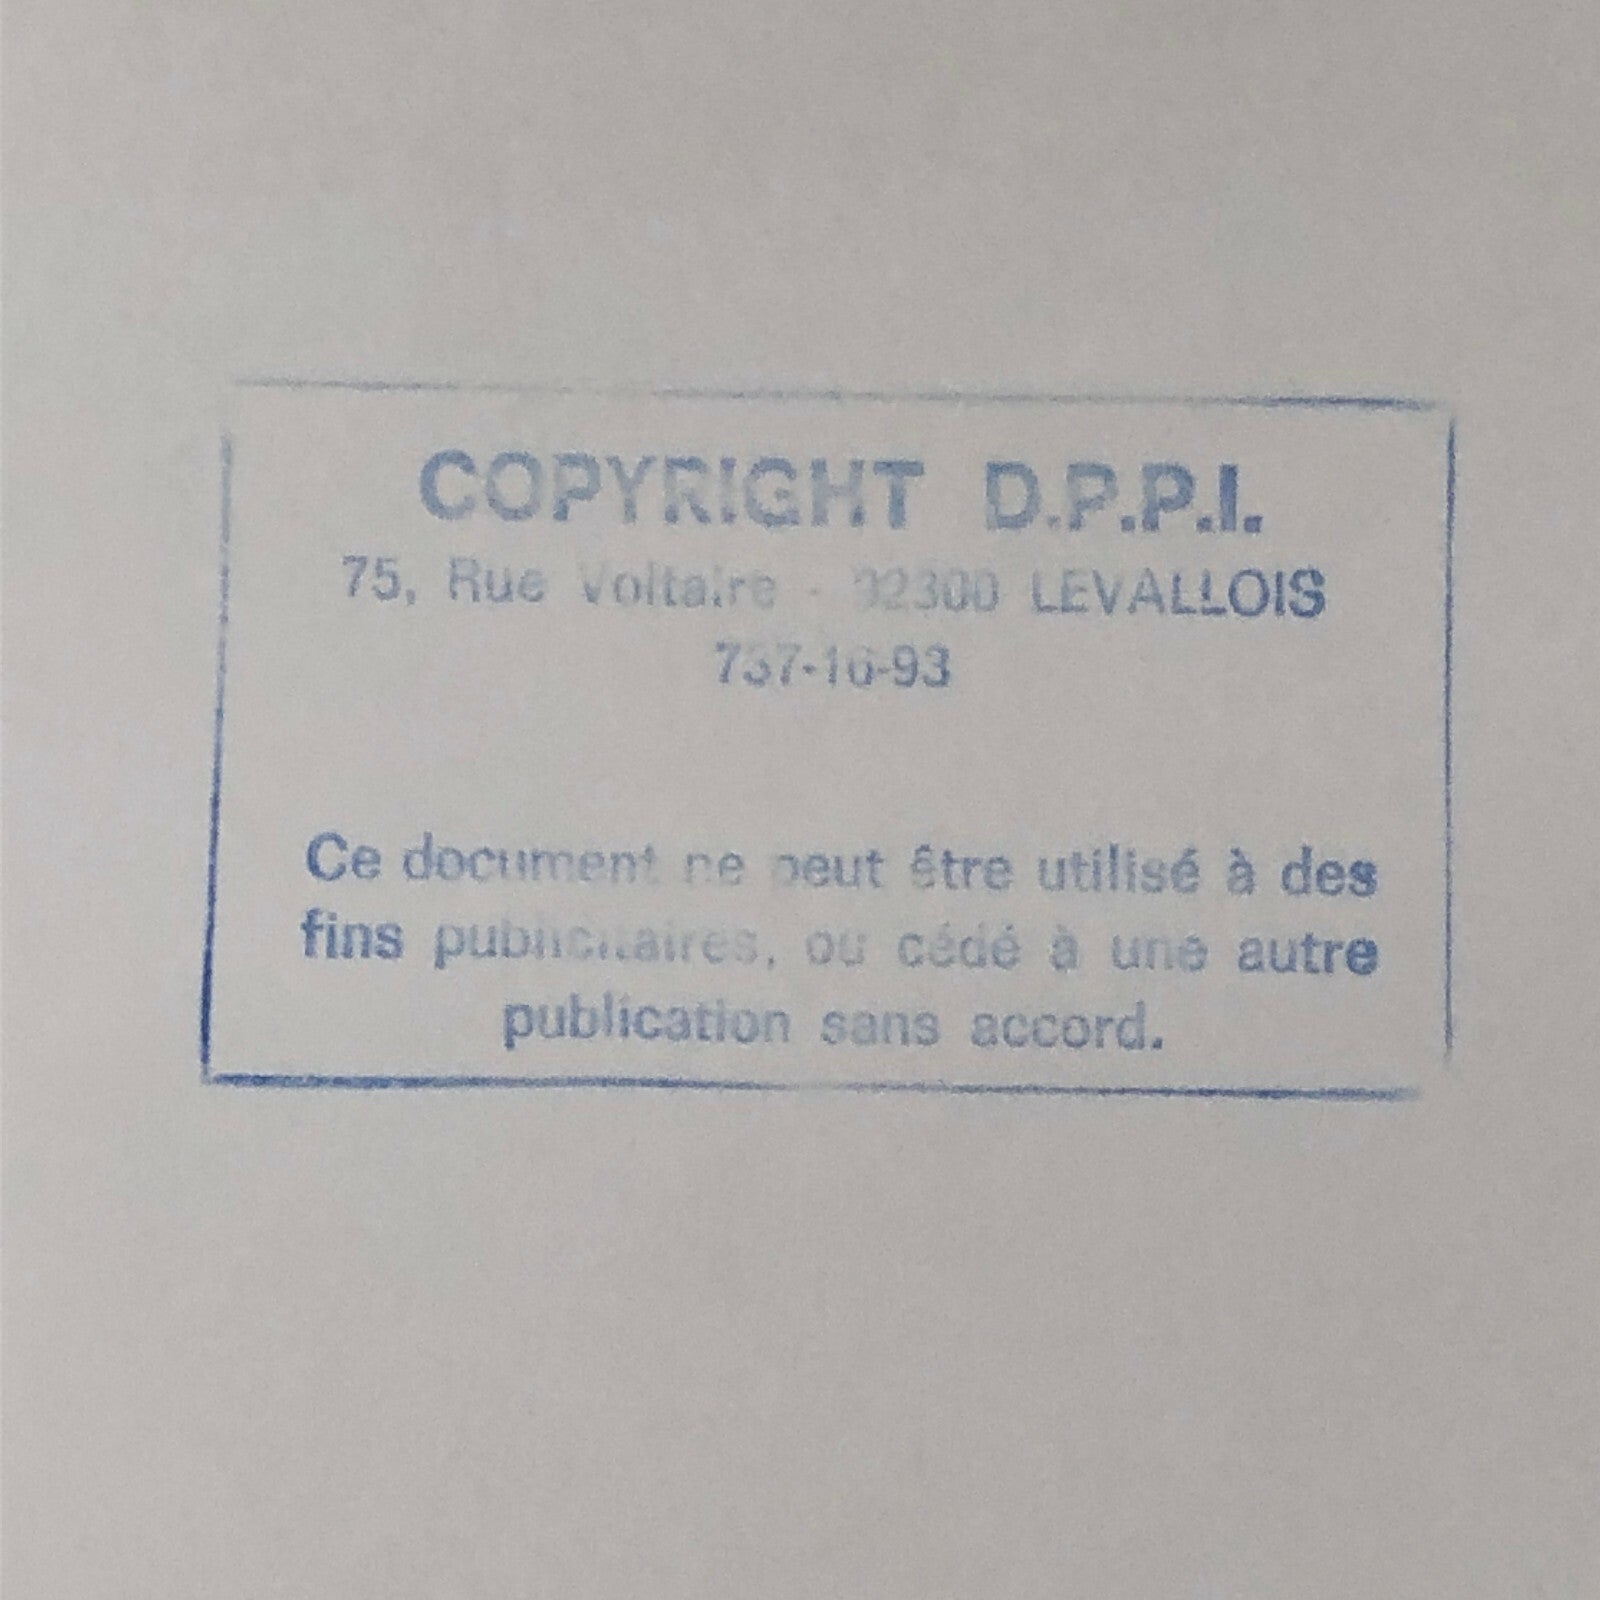 COPYRIGHT D.P.P.I.
75, Rue Voltaire - 92300 LEVALLOIS
737-16-93
Ce document ne peut être utilisé à des
fins publicitaires, ou cédé à une autre
publication sans accord.